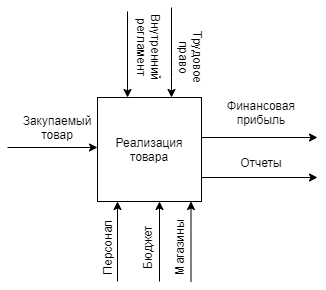 Внутренний
регламент
Трудовое
право
Закупаемый
товар
Реализация
товара
Финансовая
прибыль
Отчеты
Персонал
Бюджет
Магазины